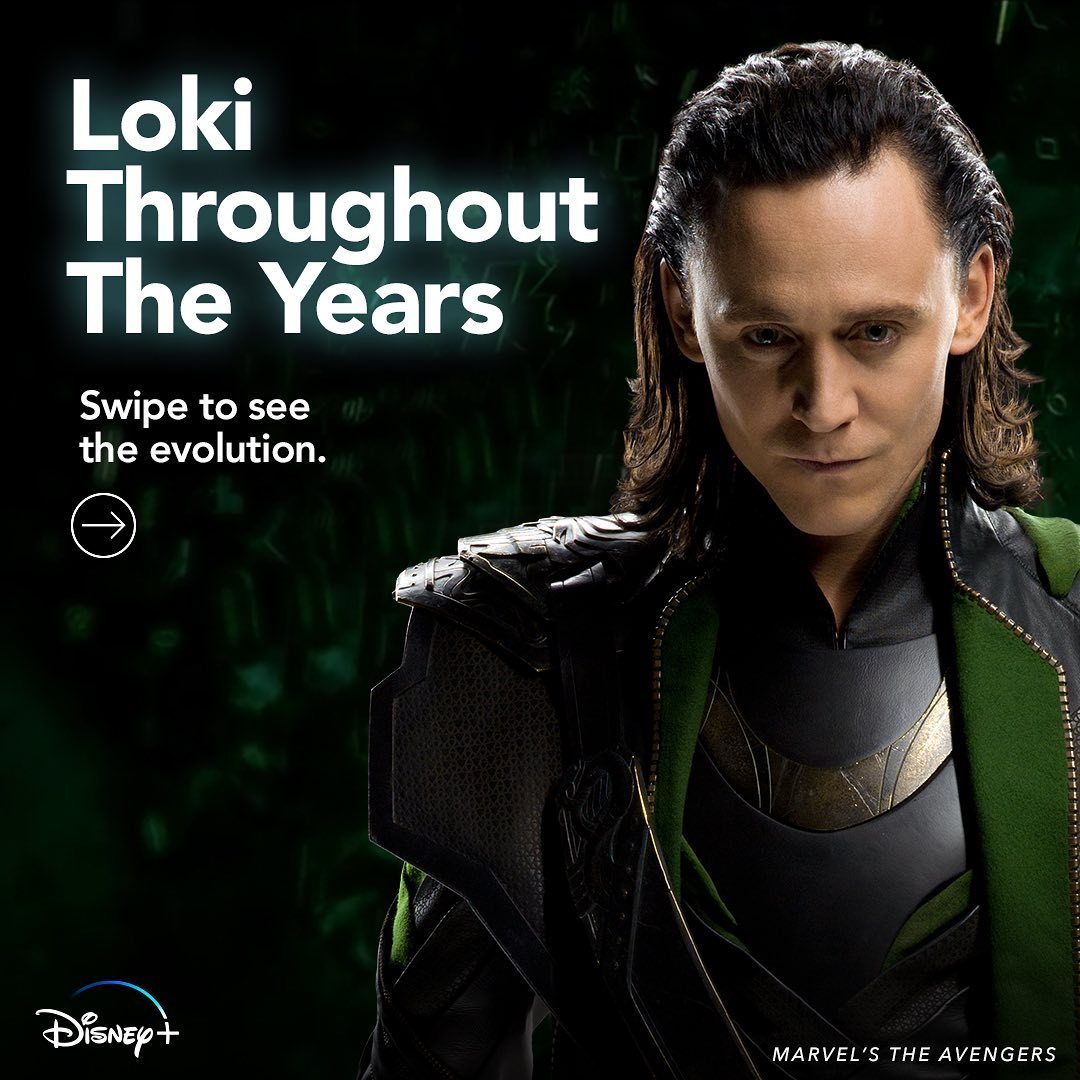 Loki
Throughout
The Years
Swipe to see
the evolution.
Disney+
MARVEL'S THE AVENGERS